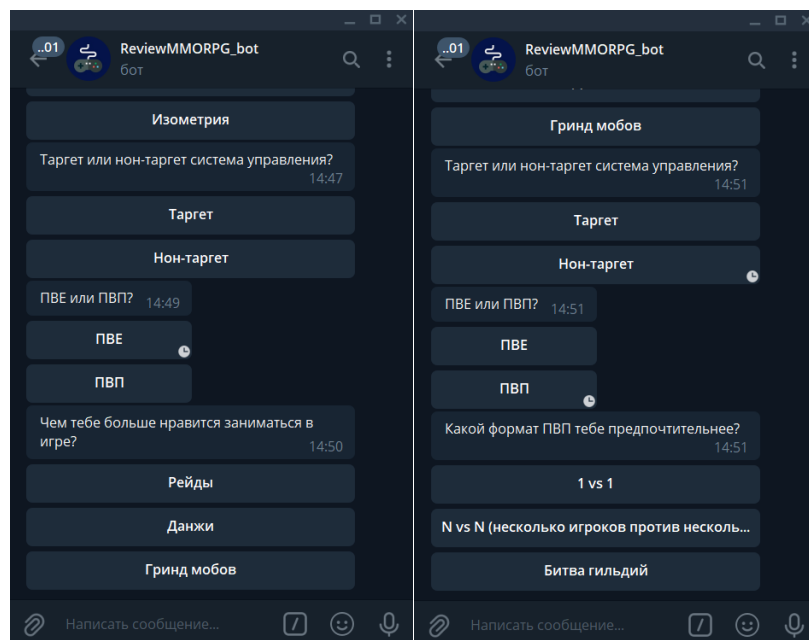 ..01
ReviewMMORPG_bot
бот
Изометрия
Таргет или нон-таргет система управления?
14:47
Таргет
Нон-таргет
ПВЕ или ПВП? 14:49
ПВЕ
ПВП
Чем тебе больше нравится заниматься в
игре? 14:50
Рейды
Данжи
Гринд мобов
Написать сообщение...
..01
ReviewMMORPG_bot
бот
Гринд мобов
Таргет или нон-таргет система управления?
14:51
Таргет
Нон-таргет
ПВЕ или ПВП? 14:51
ПВЕ
ПВП
Какой формат ПВП тебе предпочтительнее?
14:51
1 vs 1
N vs N (несколько игроков против несколь...
Битва гильдий
Написать сообщение...